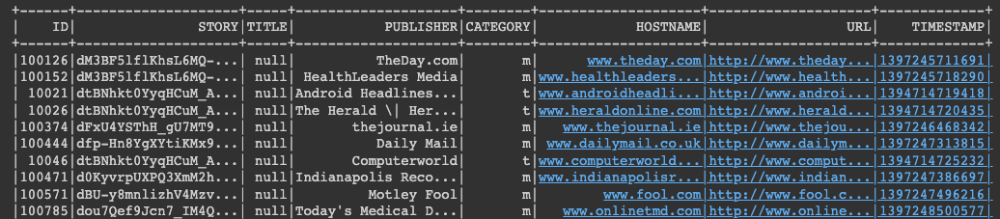 +------+--------------------+-----+--------------------+--------+--------------------+--------------------+-------------+
|    ID|               STORY|TITLE|           PUBLISHER|CATEGORY|            HOSTNAME|                 URL|    TIMESTAMP|
+------+--------------------+-----+--------------------+--------+--------------------+--------------------+-------------+
|100126|dM3BF5lflKhsL6MQ-...| null|          TheDay.com|       m|      www.theday.com|http://www.theday...|1397245711691|
|100152|dM3BF5lflKhsL6MQ-...| null| HealthLeaders Media|       m|www.healthleaders...|http://www.health...|1397245718290|
| 10021|dtBNhkt0YyqHCuM_A...| null|Android Headlines...|       t|www.androidheadli...|http://www.androi...|1394714719418|
| 10026|dtBNhkt0YyqHCuM_A...| null|The Herald \| Her...|       t|www.heraldonline.com|http://www.herald...|1394714720435|
|100374|dFxU4YSThH_gU7MT9...| null|       thejournal.ie|       m|   www.thejournal.ie|http://www.thejou...|1397246468342|
|100444|dfp-Hn8YgXYtiKMx9...| null|          Daily Mail|       m| www.dailymail.co.uk|http://www.dailym...|1397247313815|
| 10046|dtBNhkt0YyqHCuM_A...| null|       Computerworld|       t|www.computerworld...|http://www.comput...|1394714725232|
|100471|d0KyvrpUXPQ3XmM2h...| null|Indianapolis Reco...|       m|www.indianapolisr...|http://www.indian...|1397247386697|
|100571|dBU-y8mnlizhV4Mzv...| null|         Motley Fool|       m|        www.fool.com|http://www.fool.c...|1397247496216|
|100785|dou7Qef9Jcn7_IM4Q...| null|Today's Medical D...|       m|    www.onlinetmd.com|http://www.online...|1397248500577|